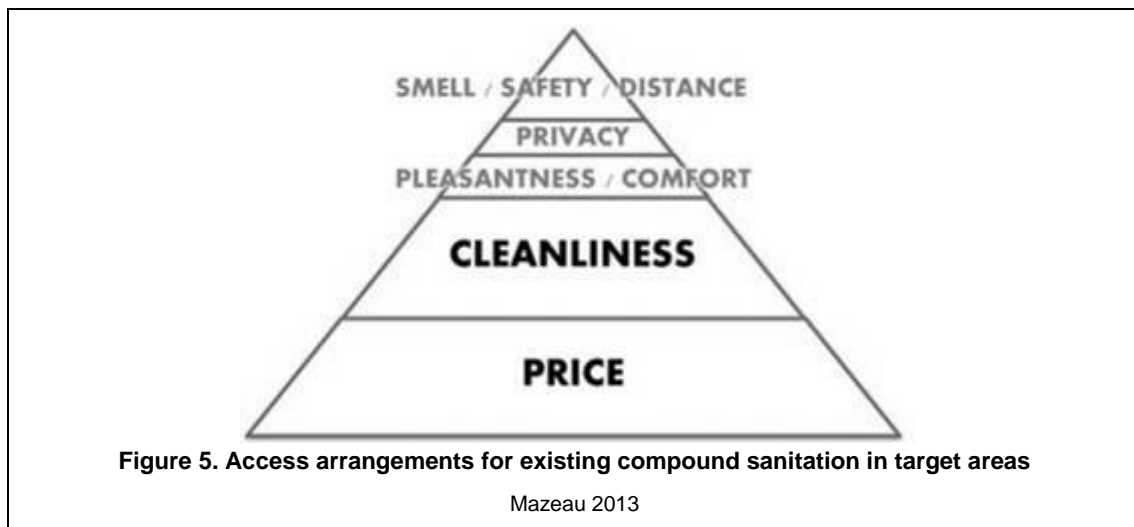 SMELL / SAFETY / DISTANCE
PRIVACY
PLEASANTNESS / COMFORT
CLEANLINESS
PRICE
Figure 5. Access arrangements for existing compound sanitation in target areas
Mazeau 2013